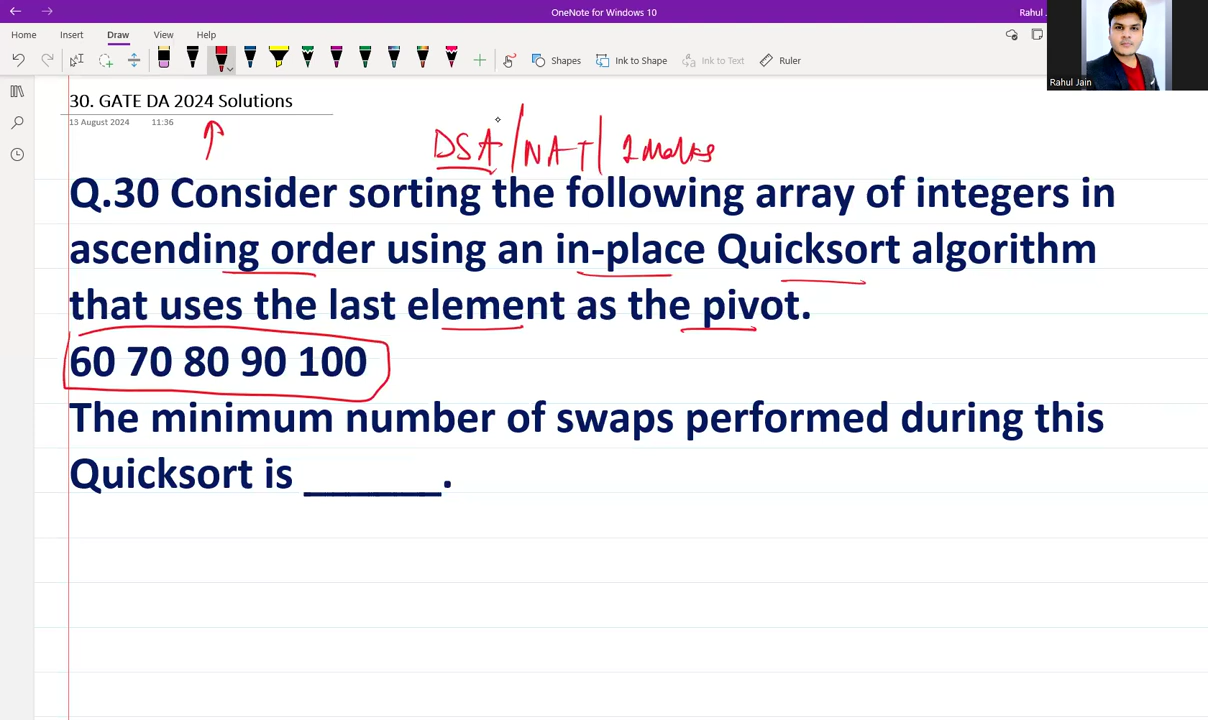 OneNote for Windows 10
Rahul J
Home Insert Draw View Help
Shapes Ink to Shape Ink to Text Ruler
Rahul Jain
30. GATE DA 2024 Solutions
13 August 2024 11:36
DSA | NAT |
Q.30 Consider sorting the following array of integers in
ascending order using an in-place Quicksort algorithm
that uses the last element as the pivot.
60 70 80 90 100
The minimum number of swaps performed during this
Quicksort is ______.